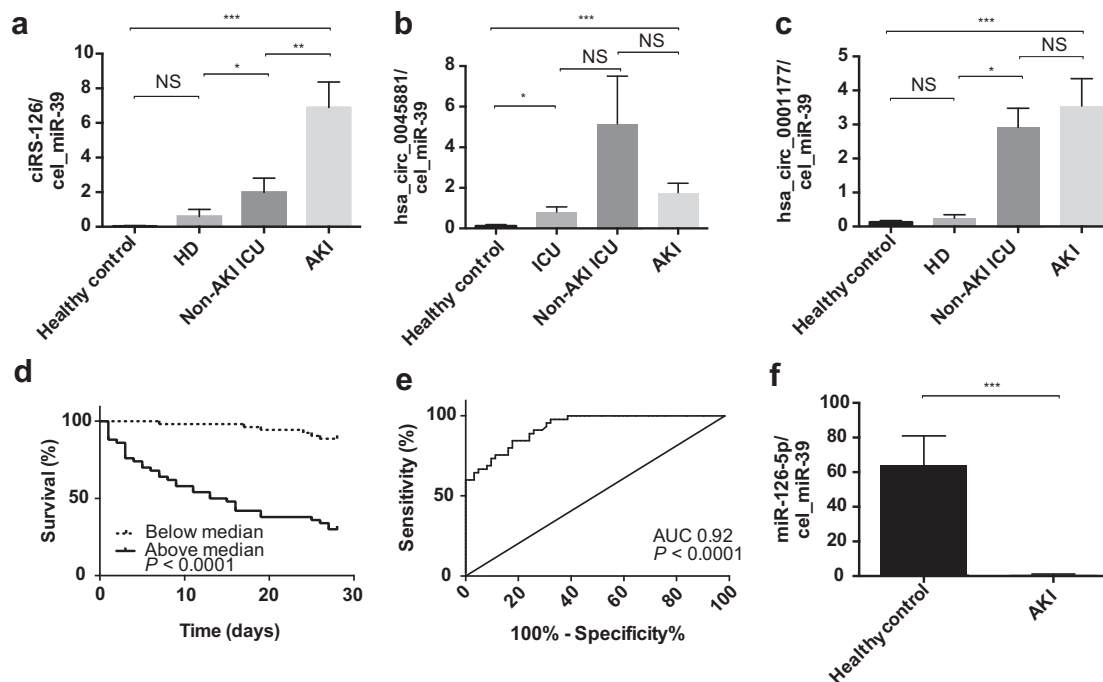 a
ciRS-126/
cel_miR-39
10
8
6
4
2
0
***
**
*
NS
Healthy control
HD
Non-AKI ICU
AKI
b
hsa_circ_0045881/
cel_miR-39
8
6
4
2
0
***
NS
NS
*
Healthy control
ICU
Non-AKI ICU
AKI
c
hsa_circ_0001177/
cel_miR-39
5
4
3
2
1
0
***
NS
*
NS
Healthy control
HD
Non-AKI ICU
AKI
d
Survival (%)
100
50
0
Below median
Above median
P < 0.0001
0
10
20
30
Time (days)
e
Sensitivity (%)
100
50
0
AUC 0.92
P < 0.0001
0
20
40
60
80
100
100% - Specificity%
f
miR-126-5p/
cel_miR-39
100
80
60
40
20
0
***
Healthy control
AKI